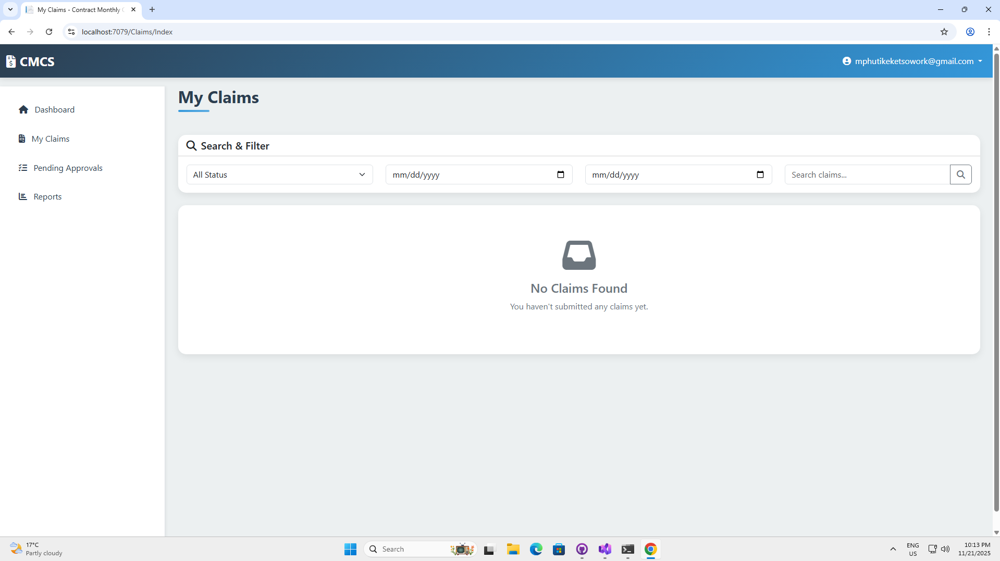 My Claims - Contract Monthly
localhost:7079/Claims/Index
CMCS
mphutikeketsowork@gmail.com
Dashboard
My Claims
Pending Approvals
Reports
My Claims
Search & Filter
All Status
mm/dd/yyyy
mm/dd/yyyy
Search claims...
No Claims Found
You haven't submitted any claims yet.
17°C
Partly cloudy
Search
ENG
US
10:13 PM
11/21/2025